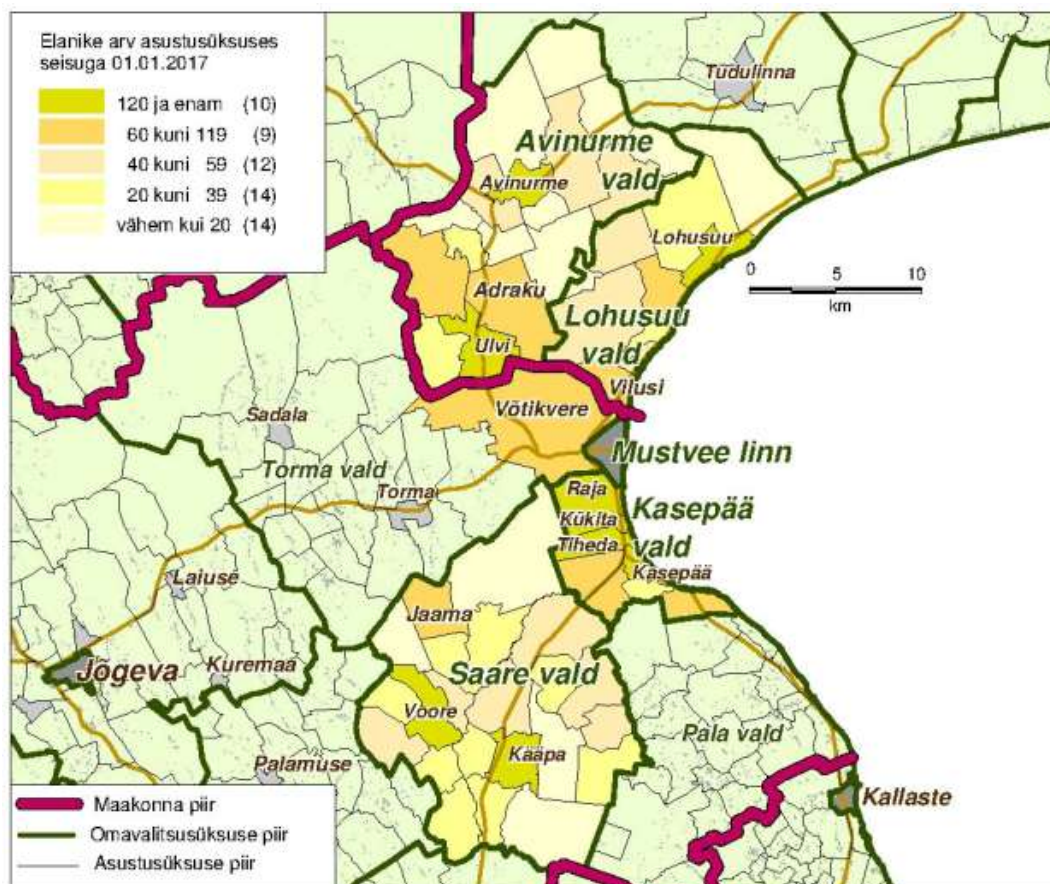 Elanike arv asustusüksuses
seisuga 01.01.2017
120 ja enam (10)
60 kuni 119 (9)
40 kuni 59 (12)
20 kuni 39 (14)
vähem kui 20 (14)
Tudulinna
Avinurme
vald
Avinurme
Lohusuu
0 5 10
km
Adraku
Lohusuu
vald
Ulvi
Vilusi
Võtikvere
Sadala
Mustvee linn
Torma vald
Torma
Raja
Kükita
Tiheda
Kasepää
vald
Kasepää
Laiuse
Jaama
Jõgeva
Kuremaa
Saare vald
Voore
Pala vald
Kääpa
Palamuse
Kallaste
Maakonna piir
Omavalitsusüksuse piir
Asustusüksuse piir